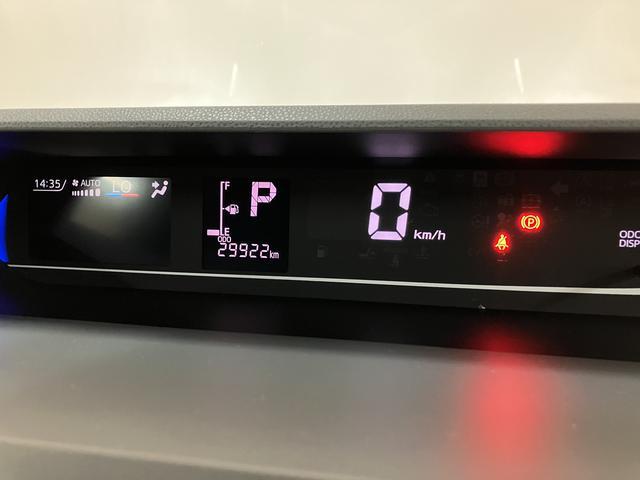 14:35/ AUTO LO
F
P
E
ODO
29922km
0 km/h
(P)
ODO
DISP